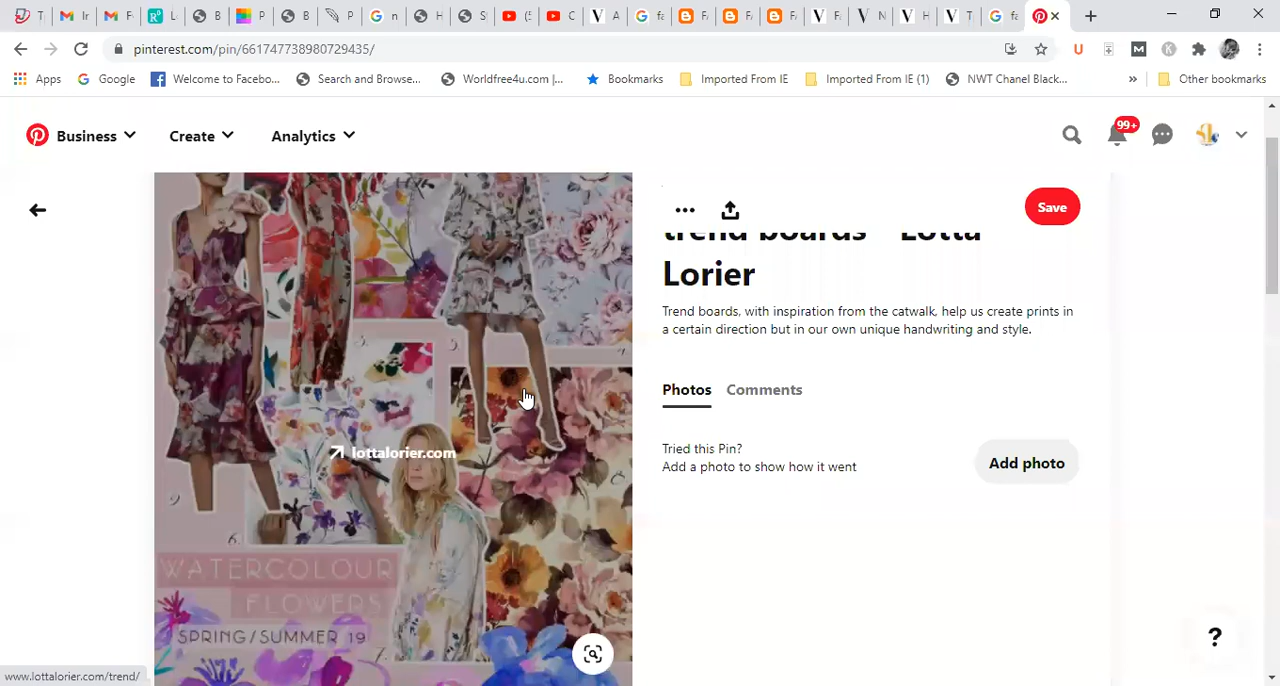 pinterest.com/pin/661747738980729435/
Apps Google Welcome to Facebo... Search and Browse... Worldfree4u.com |... Bookmarks Imported From IE Imported From IE (1) NWT Chanel Black... » Other bookmarks
Business Create Analytics 99+
Save
trend boards – Lotta
Lorier
Trend boards, with inspiration from the catwalk, help us create prints in
a certain direction but in our own unique handwriting and style.
Photos Comments
Tried this Pin?
Add a photo to show how it went
Add photo
lottalorier.com
WATERCOLOUR
FLOWERS
SPRING/SUMMER 19
?
www.lottalorier.com/trend/